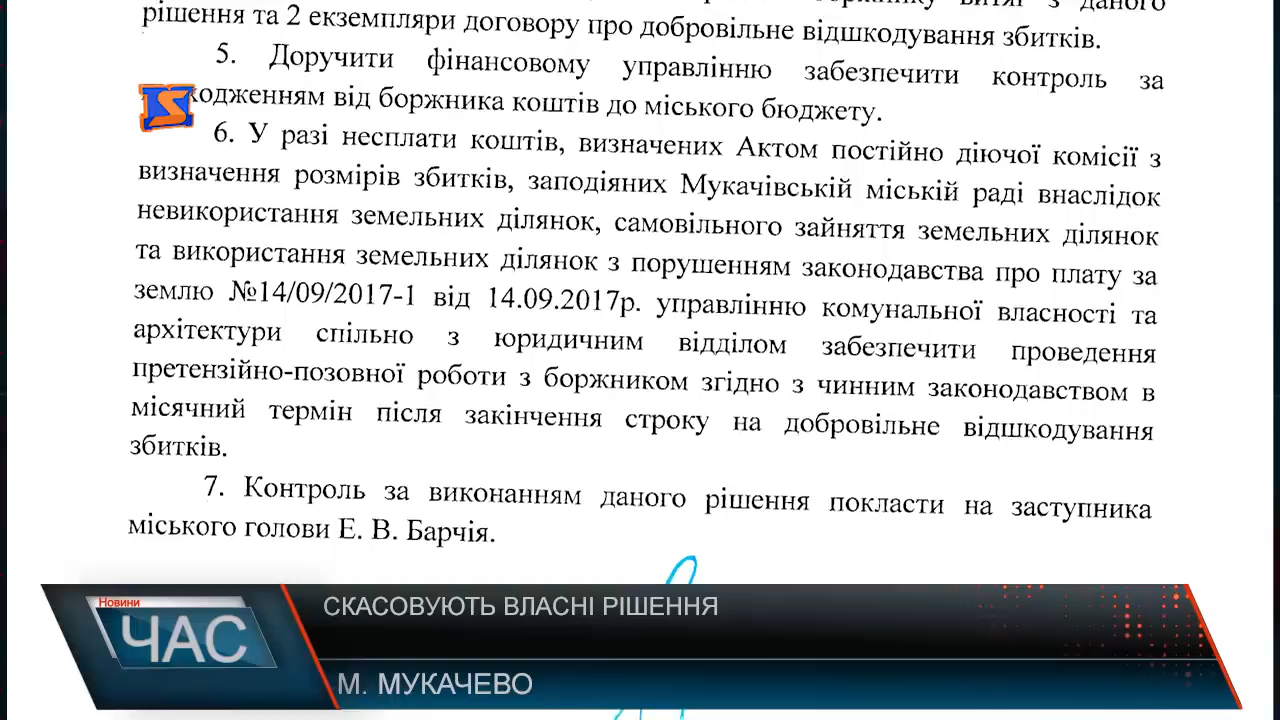 даного
рішення та 2 екземпляри договору про добровільне відшкодування збитків.
5. Доручити фінансовому управлінню забезпечити контроль за
ходженням від боржника коштів до міського бюджету.
6. У разі несплати коштів, визначених Актом постійно діючої комісії з
визначення розмірів збитків, заподіяних Мукачівській міській раді внаслідок
невикористання земельних ділянок, самовільного зайняття земельних ділянок
та використання земельних ділянок з порушенням законодавства про плату за
землю №14/09/2017-1 від 14.09.2017р. управлінню комунальної власності та
архітектури спільно з юридичним відділом забезпечити проведення
претензійно-позовної роботи з боржником згідно з чинним законодавством в
місячний термін після закінчення строку на добровільне відшкодування
збитків.
7. Контроль за виконанням даного рішення покласти на заступника
міського голови Е. В. Барчія.
Новини
ЧАС
СКАСОВУЮТЬ ВЛАСНІ РІШЕННЯ
М. МУКАЧЕВО